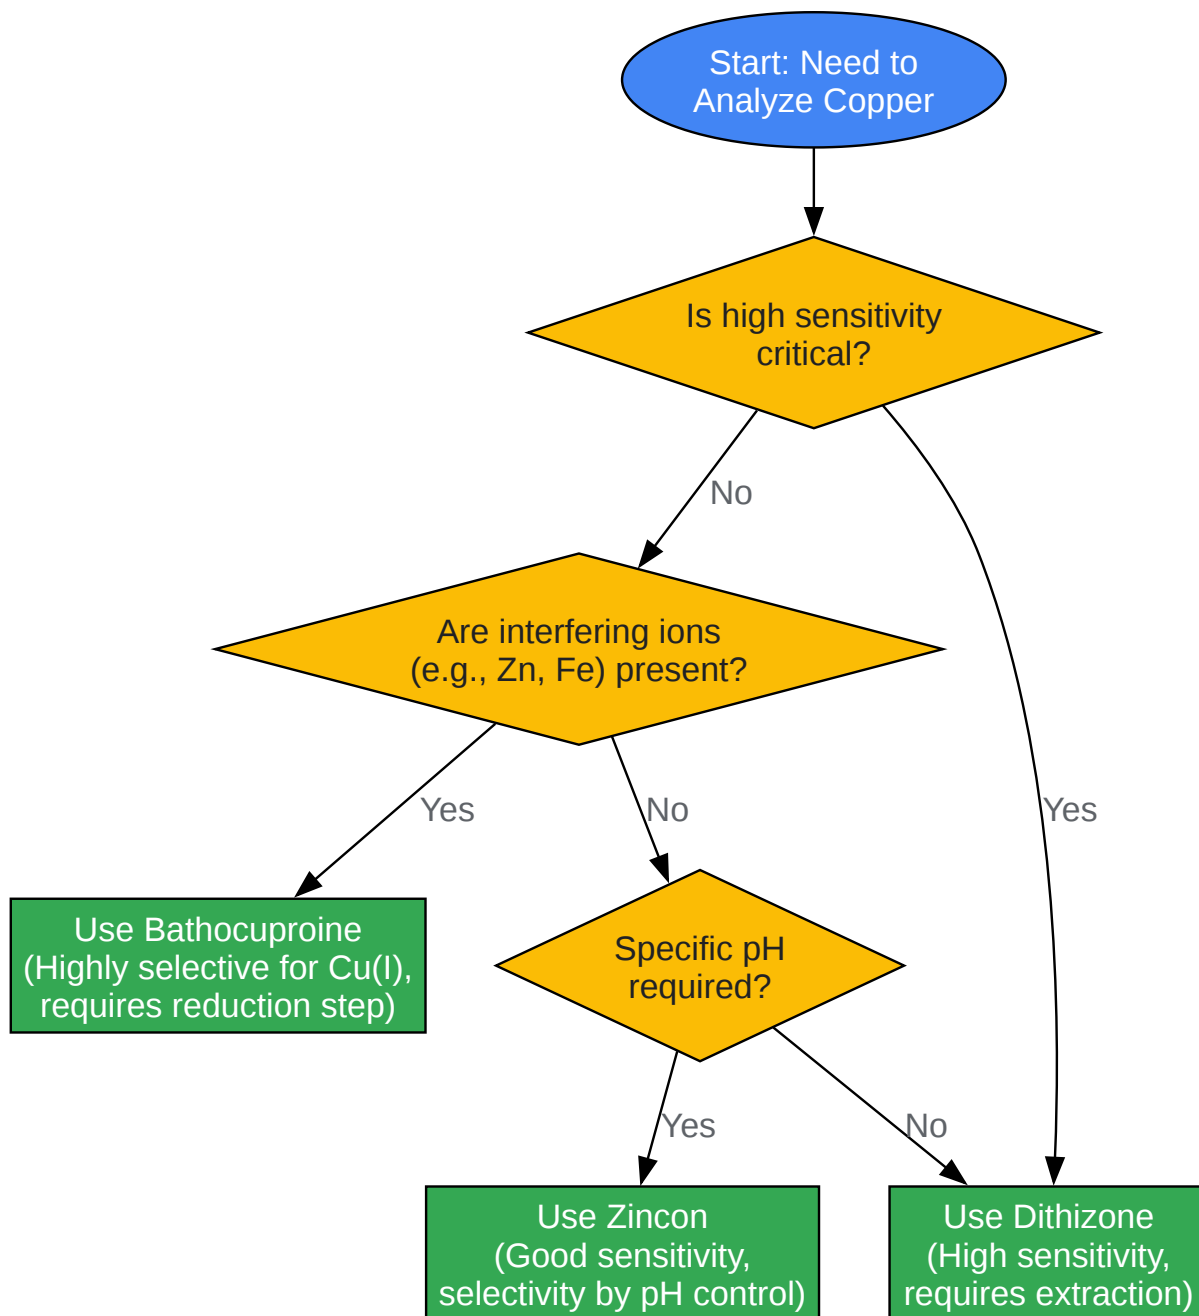 Start: Need to
Analyze Copper
Is high sensitivity
critical?
No
Are interfering ions
(e.g., Zn, Fe) present?
Yes
No
Yes
Use Bathocuproine
(Highly selective for Cu(I),
requires reduction step)
Specific pH
required?
Yes
No
Use Zincon
(Good sensitivity,
selectivity by pH control)
Use Dithizone
(High sensitivity,
requires extraction)